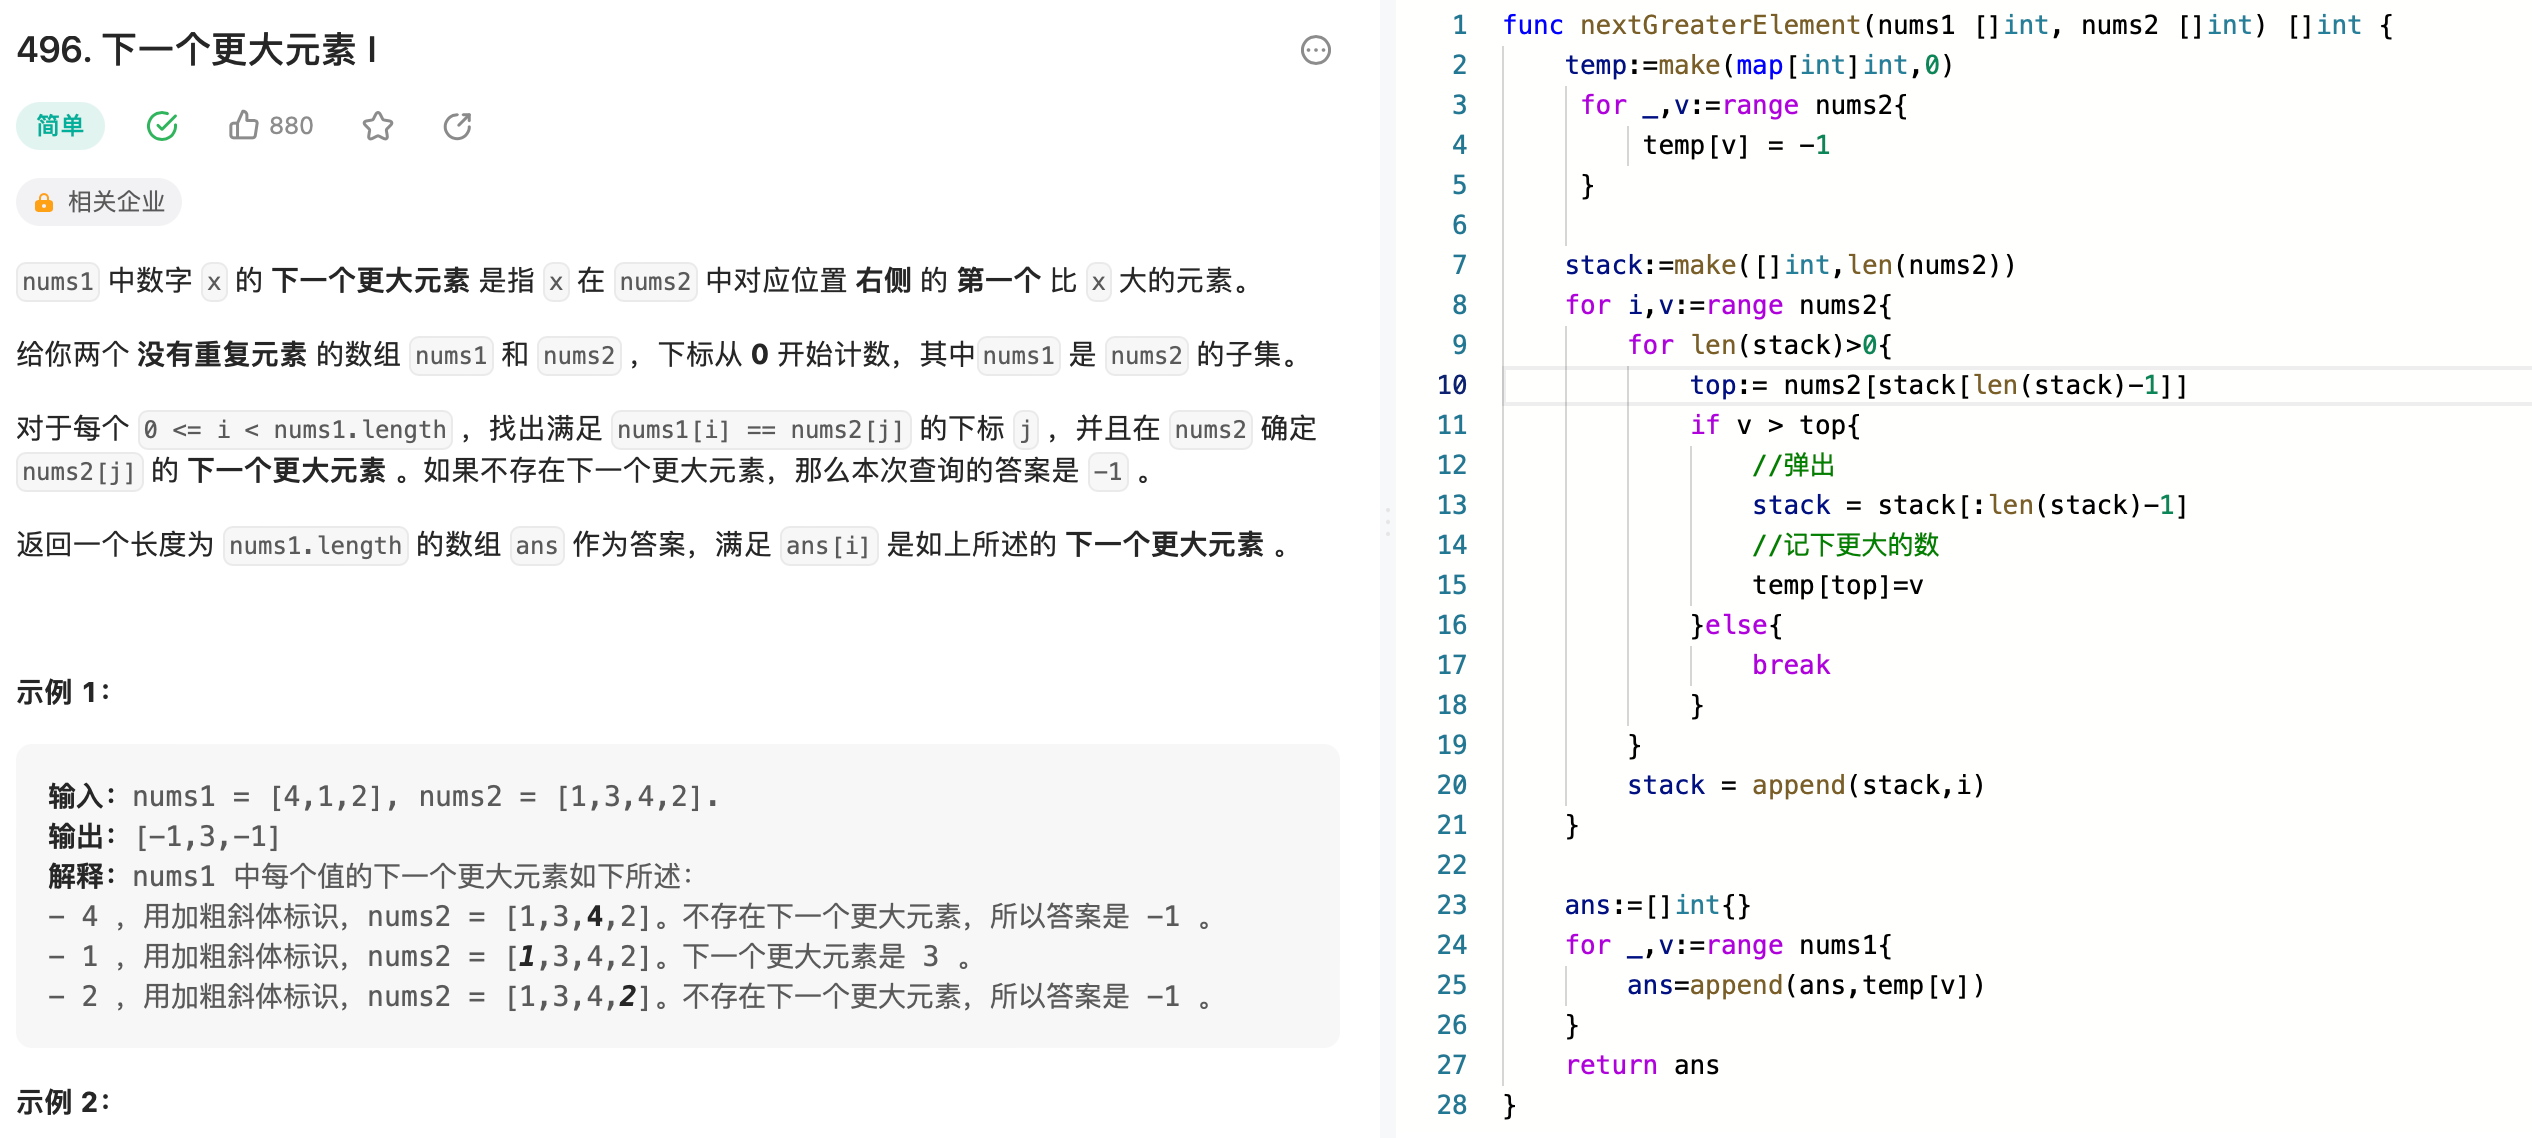 496. 下一个更大元素 I
简单 880
相关企业
nums1 中数字 x 的 下一个更大元素 是指 x 在 nums2 中对应位置 右侧 的 第一个 比 x 大的元素。
给你两个 没有重复元素 的数组 nums1 和 nums2 ，下标从 0 开始计数，其中nums1 是 nums2 的子集。
对于每个 0 <= i < nums1.length ，找出满足 nums1[i] == nums2[j] 的下标 j ，并且在 nums2 确定
nums2[j] 的 下一个更大元素 。如果不存在下一个更大元素，那么本次查询的答案是 -1 。
返回一个长度为 nums1.length 的数组 ans 作为答案，满足 ans[i] 是如上所述的 下一个更大元素 。
示例 1：
输入：nums1 = [4,1,2], nums2 = [1,3,4,2].
输出：[-1,3,-1]
解释：nums1 中每个值的下一个更大元素如下所述：
- 4 ，用加粗斜体标识，nums2 = [1,3,4,2]。不存在下一个更大元素，所以答案是 -1 。
- 1 ，用加粗斜体标识，nums2 = [1,3,4,2]。下一个更大元素是 3 。
- 2 ，用加粗斜体标识，nums2 = [1,3,4,2]。不存在下一个更大元素，所以答案是 -1 。
示例 2：
1 func nextGreaterElement(nums1 []int, nums2 []int) []int {
2 temp:=make(map[int]int,0)
3 for _,v:=range nums2{
4 temp[v] = -1
5 }
6
7 stack:=make([]int,len(nums2))
8 for i,v:=range nums2{
9 for len(stack)>0{
10 top:= nums2[stack[len(stack)-1]]
11 if v > top{
12 //弹出
13 stack = stack[:len(stack)-1]
14 //记下更大的数
15 temp[top]=v
16 }else{
17 break
18 }
19 }
20 stack = append(stack,i)
21 }
22
23 ans:=[]int{}
24 for _,v:=range nums1{
25 ans=append(ans,temp[v])
26 }
27 return ans
28 }